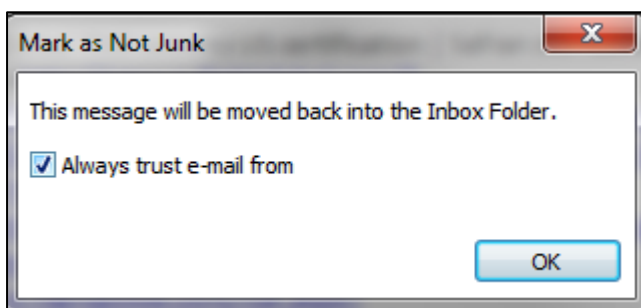 Mark as Not Junk
This message will be moved back into the Inbox Folder.
Always trust e-mail from
OK